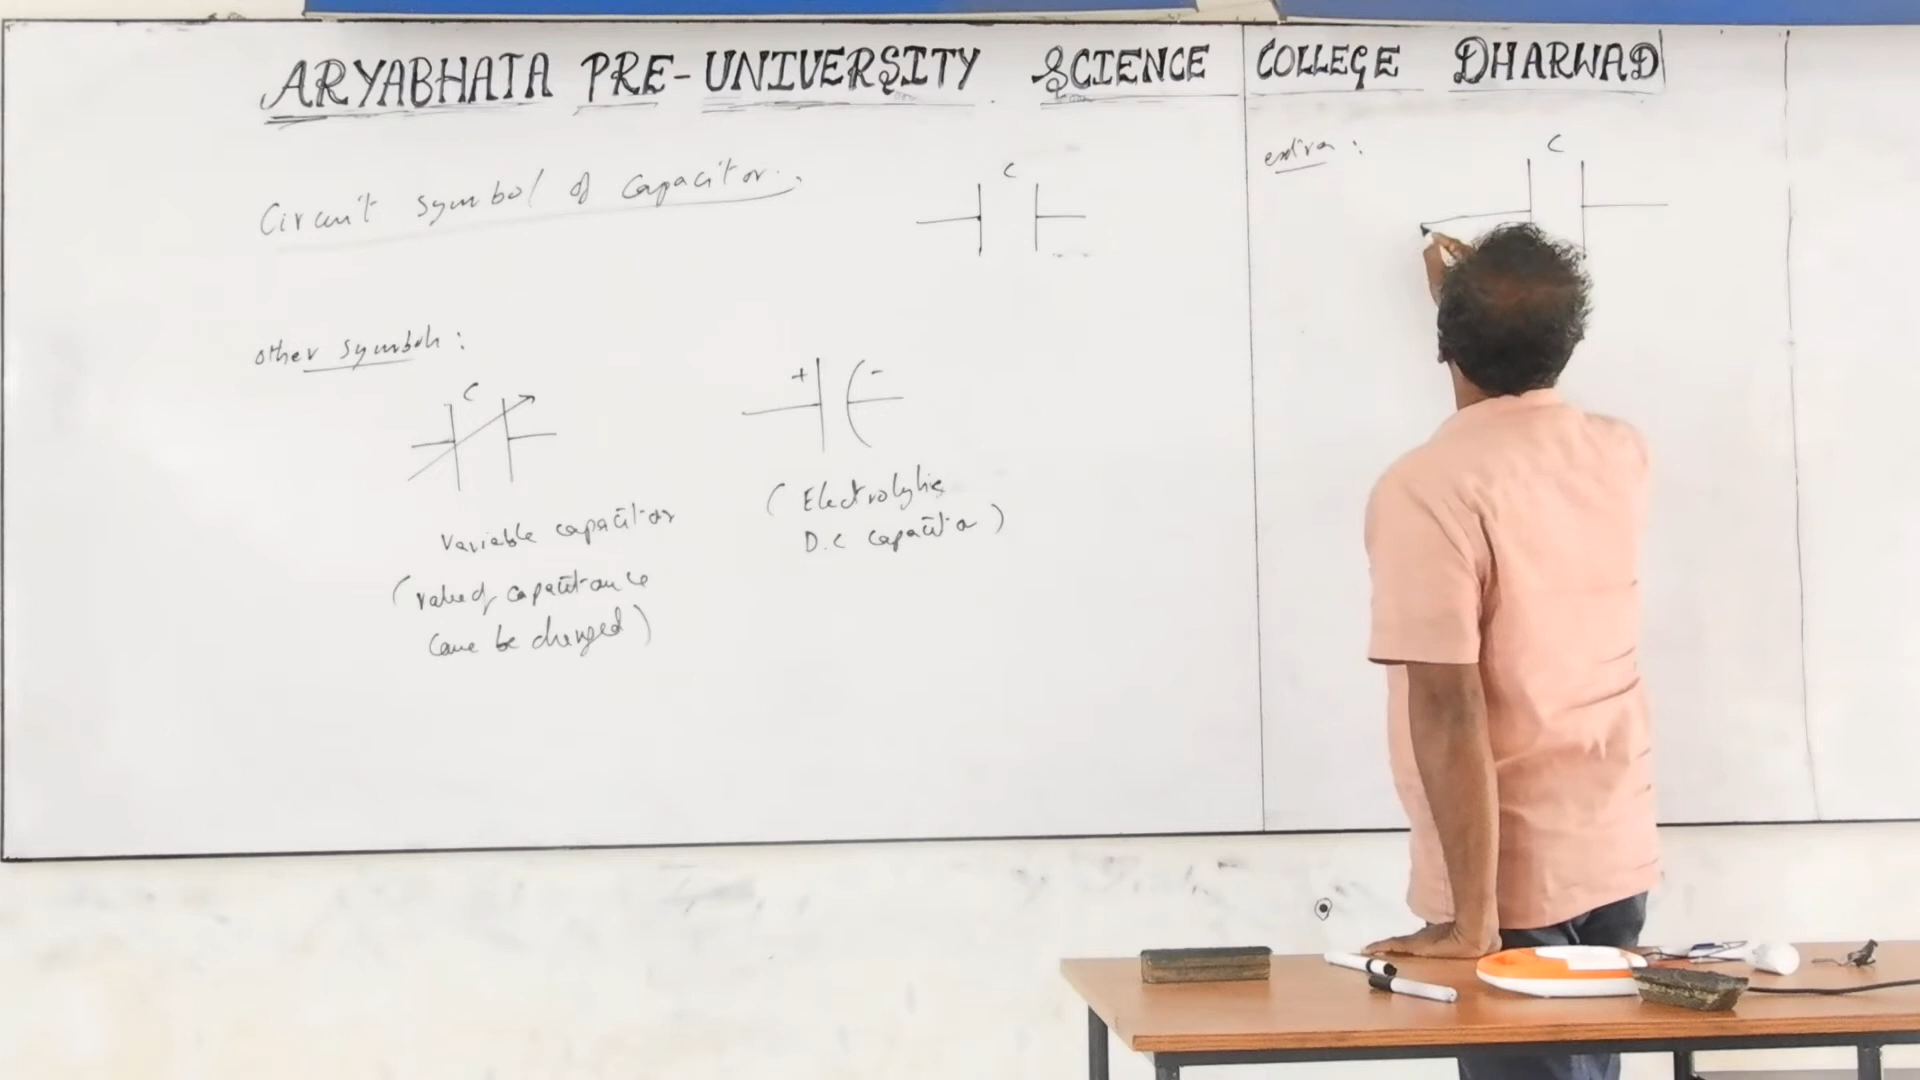 ARYABHATA PRE-UNIVERSITY SCIENCE COLLEGE DHARWAD
Circuit symbol of capacitor.
C
other symbols:
C
+ -
Variable capacitor
(value of capacitance
cane be changed)
(Electrolytic
D.C capacitor)
extra:
C